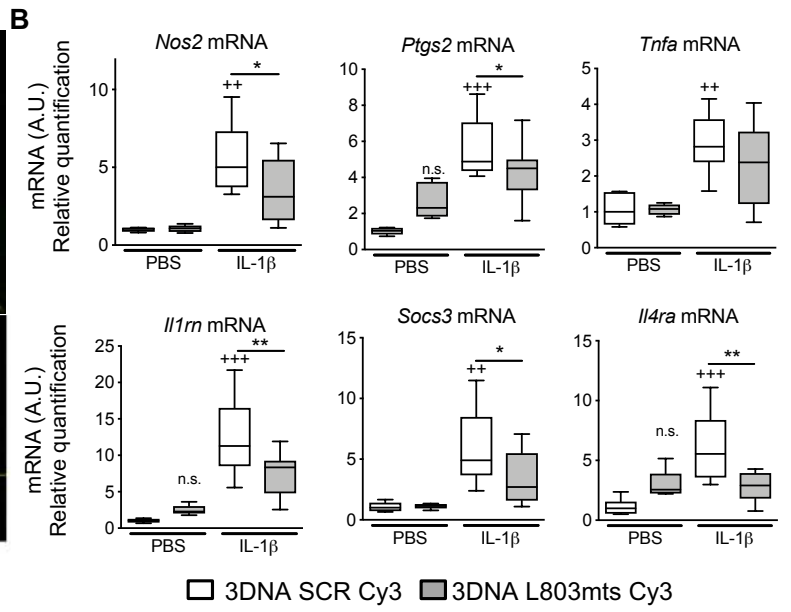 B
Nos2 mRNA
mRNA (A.U.)
Relative quantification
10
5
0
++
*
PBS
IL-1β
Ptgs2 mRNA
10
8
6
4
2
0
n.s.
+++
*
PBS
IL-1β
Tnfa mRNA
5
4
3
2
1
0
++
PBS
IL-1β
Il1rn mRNA
mRNA (A.U.)
Relative quantification
25
20
15
10
5
0
n.s.
+++
**
PBS
IL-1β
Socs3 mRNA
15
10
5
0
++
*
PBS
IL-1β
Il4ra mRNA
15
10
5
0
n.s.
+++
**
PBS
IL-1β
3DNA SCR Cy3 3DNA L803mts Cy3